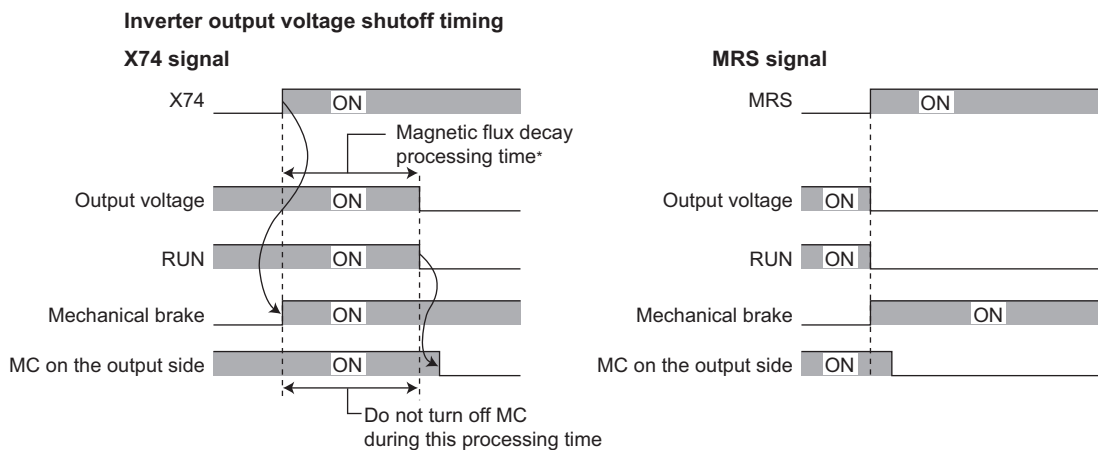 Inverter output voltage shutoff timing
X74 signal
X74
ON
Magnetic flux decay
processing time*
Output voltage
ON
RUN
ON
Mechanical brake
ON
MC on the output side
ON
Do not turn off MC
during this processing time
MRS signal
MRS
ON
Output voltage
ON
RUN
ON
Mechanical brake
ON
MC on the output side
ON